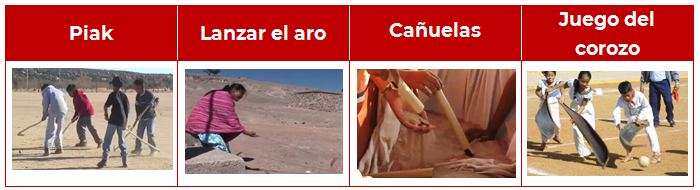 Piak
Lanzar el aro
Cañuelas
Juego del
corozo